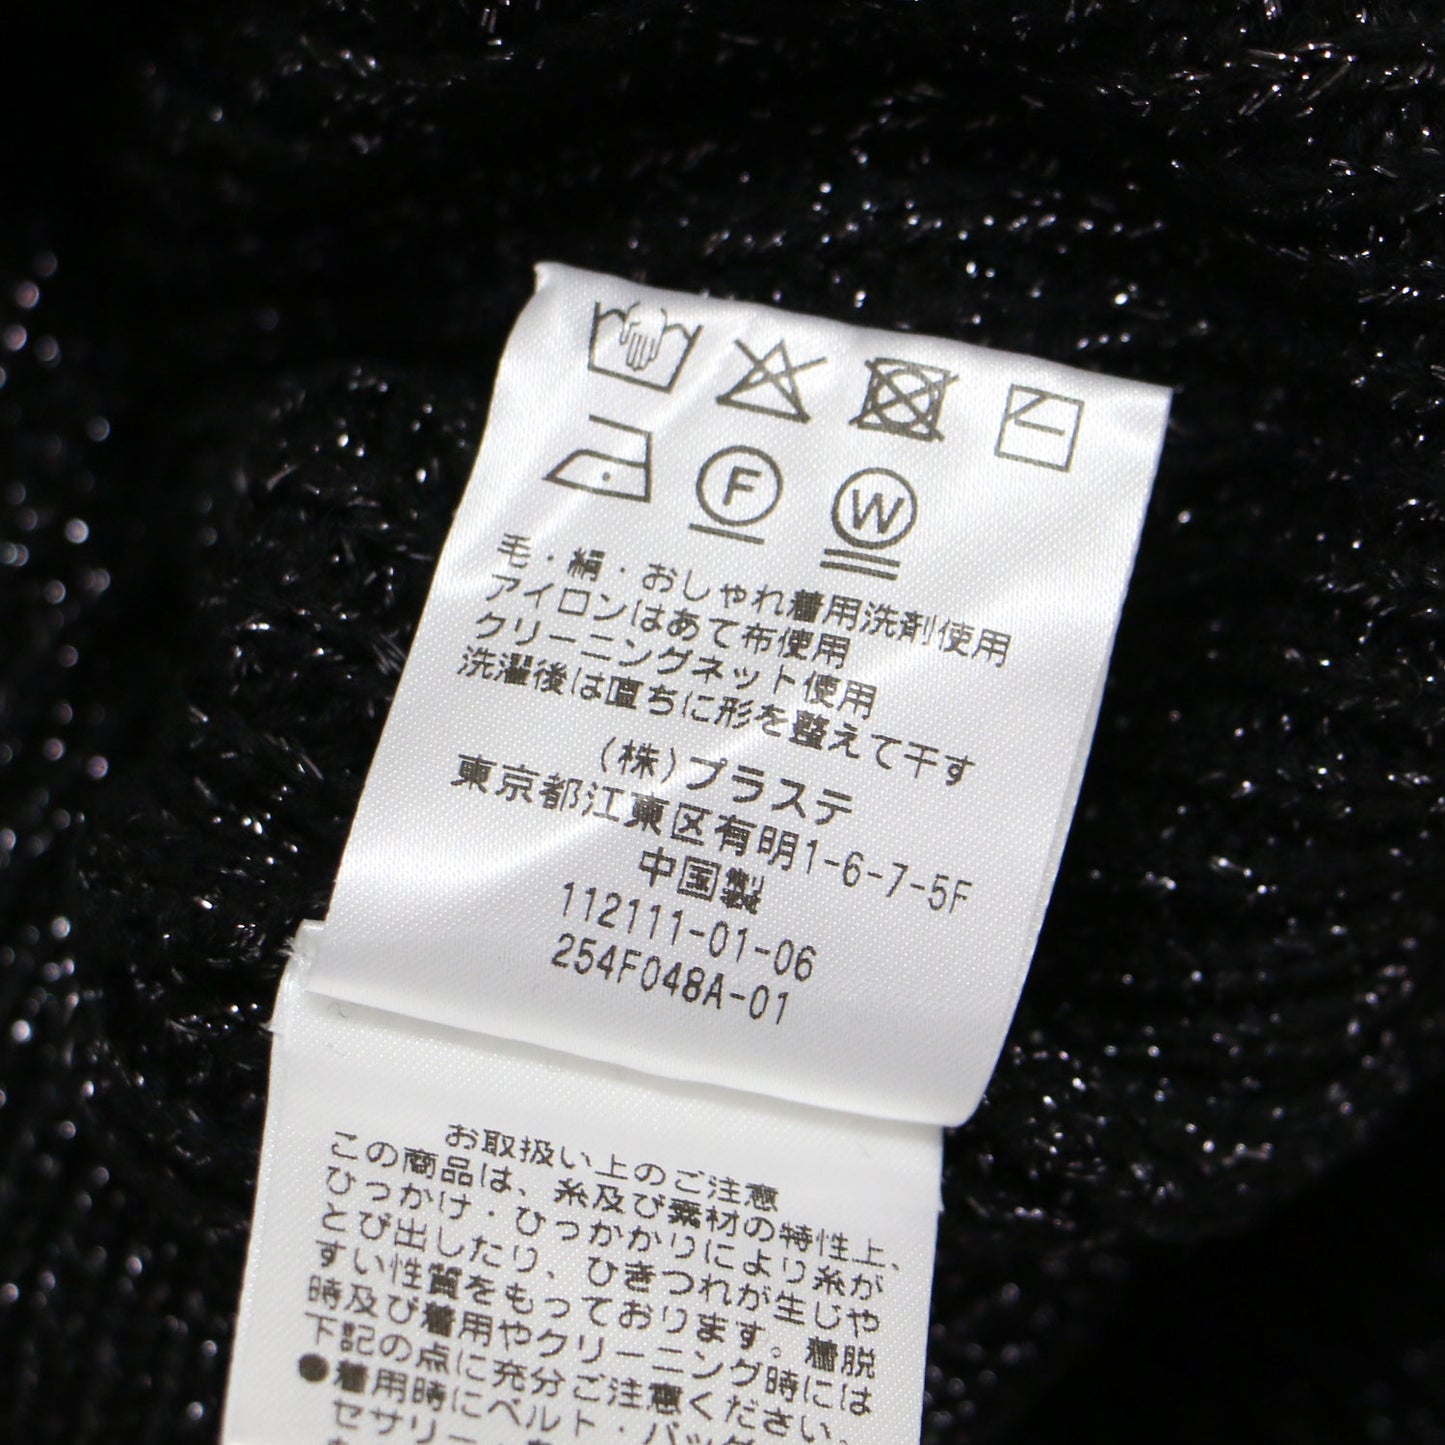 F W
毛・絹・おしゃれ着用洗剤使用
アイロンはあて布使用
クリーニングネット使用
洗濯後は直ちに形を整えて干す
(株)プラステ
東京都江東区有明1-6-7-5F
中国製
112111-01-06
254F048A-01
お取扱い上のご注意
この商品は、糸及び素材の特性上、
ひっかけ・ひっかかりにより糸が
とび出したり、ひきつれが生じや
すい性質をもっております。着脱
時及び着用やクリーニング時には
下記の点に充分ご注意ください。
●着用時にベルト・バッグ
セサリー